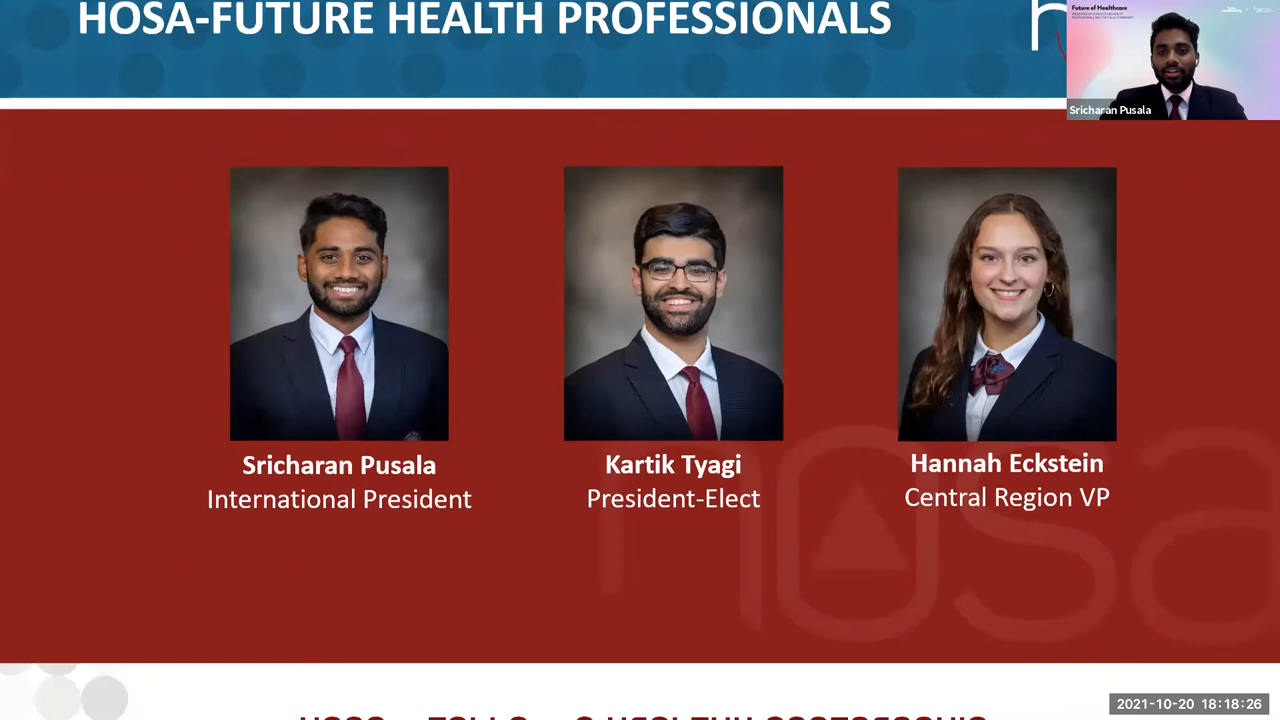 HOSA-FUTURE HEALTH PROFESSIONALS
Future of Healthcare
Sricharan Pusala
Sricharan Pusala
International President
Kartik Tyagi
President-Elect
Hannah Eckstein
Central Region VP
hosa
2021-10-20 18:18:26